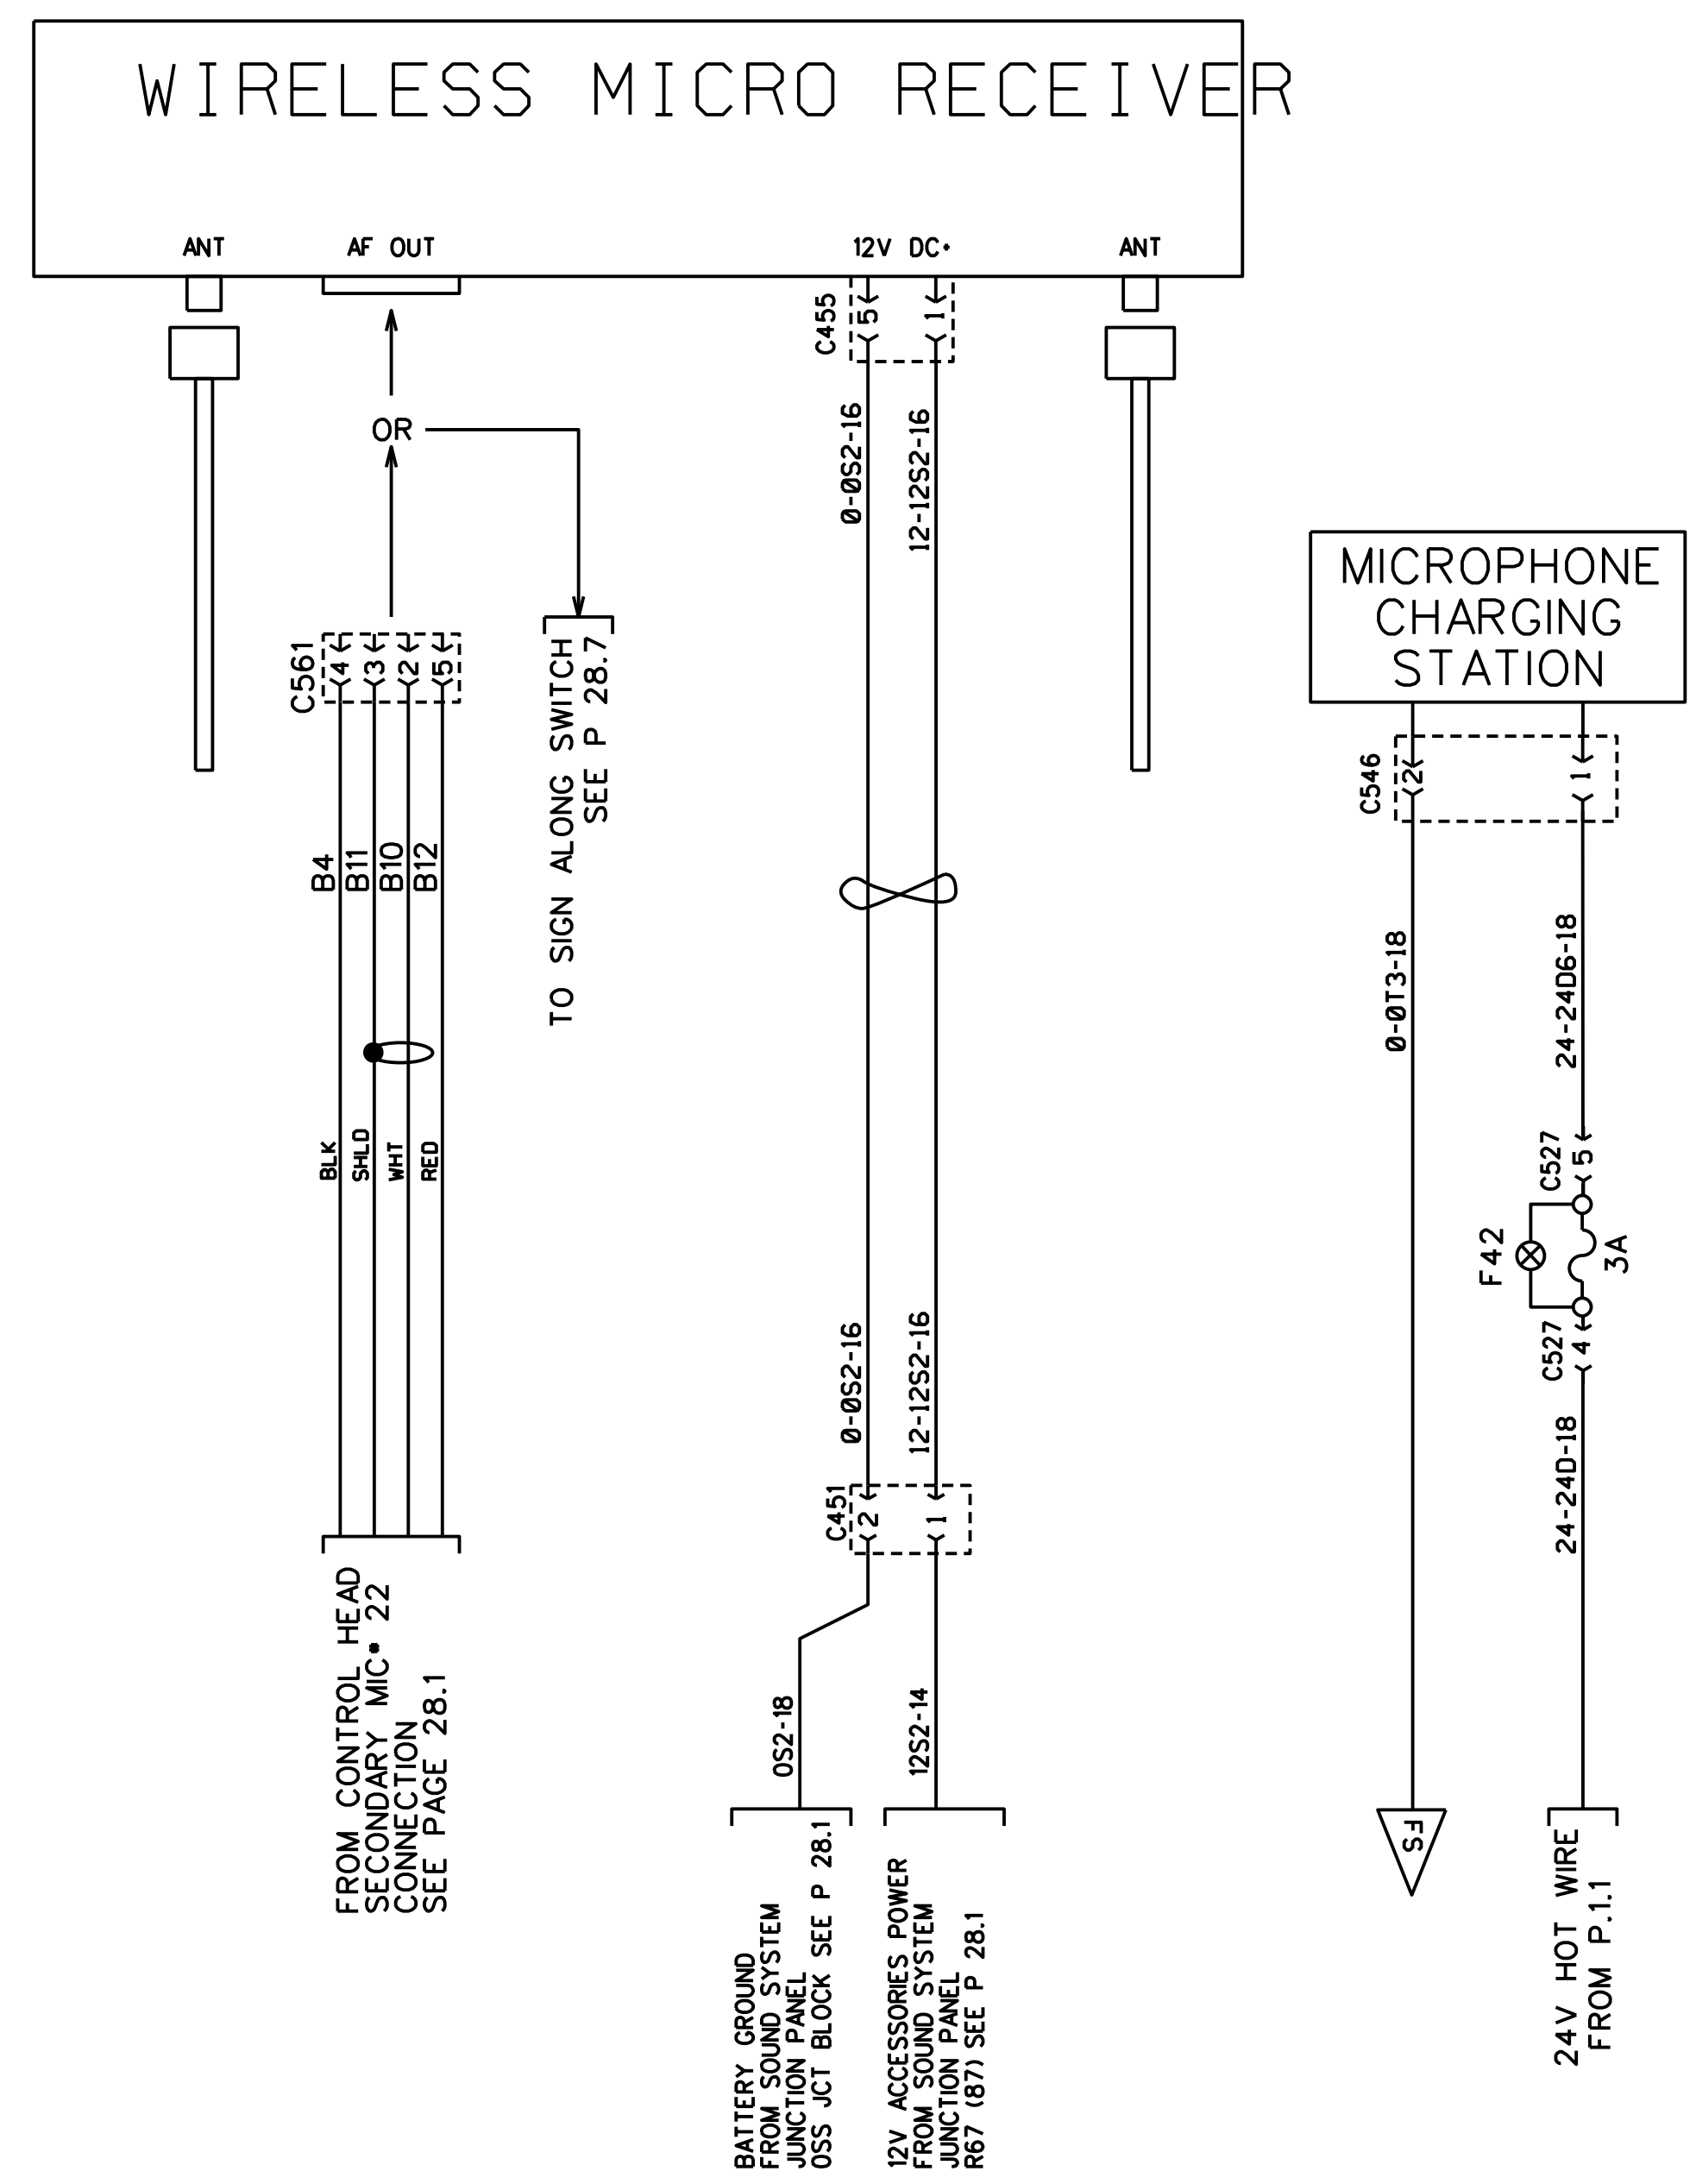 WIRELESS MICRO RECEIVER
ANT
AF OUT
12V DC+
ANT
C455
5
1
OR
0-0S2-16
12-12S2-16
MICROPHONE
CHARGING
STATION
C561
4
3
2
5
TO SIGN ALONG SWITCH
SEE P 28.7
C546
2
1
B4
B11
B10
B12
0-0T3-18
24-24D6-18
BLK
SHLD
WHT
RED
C527
5
F42
3A
C527
4
0-0S2-16
12-12S2-16
24-24D-18
C451
2
1
FROM CONTROL HEAD
SECONDARY MIC* 22
CONNECTION
SEE PAGE 28.1
0S2-18
12S2-14
FS
24V HOT WIRE
FROM P.1.1
BATTERY GROUND
FROM SOUND SYSTEM
JUNCTION PANEL
OSS JCT BLOCK SEE P 28.1
12V ACCESSORIES POWER
FROM SOUND SYSTEM
JUNCTION PANEL
R67 (87) SEE P 28.1